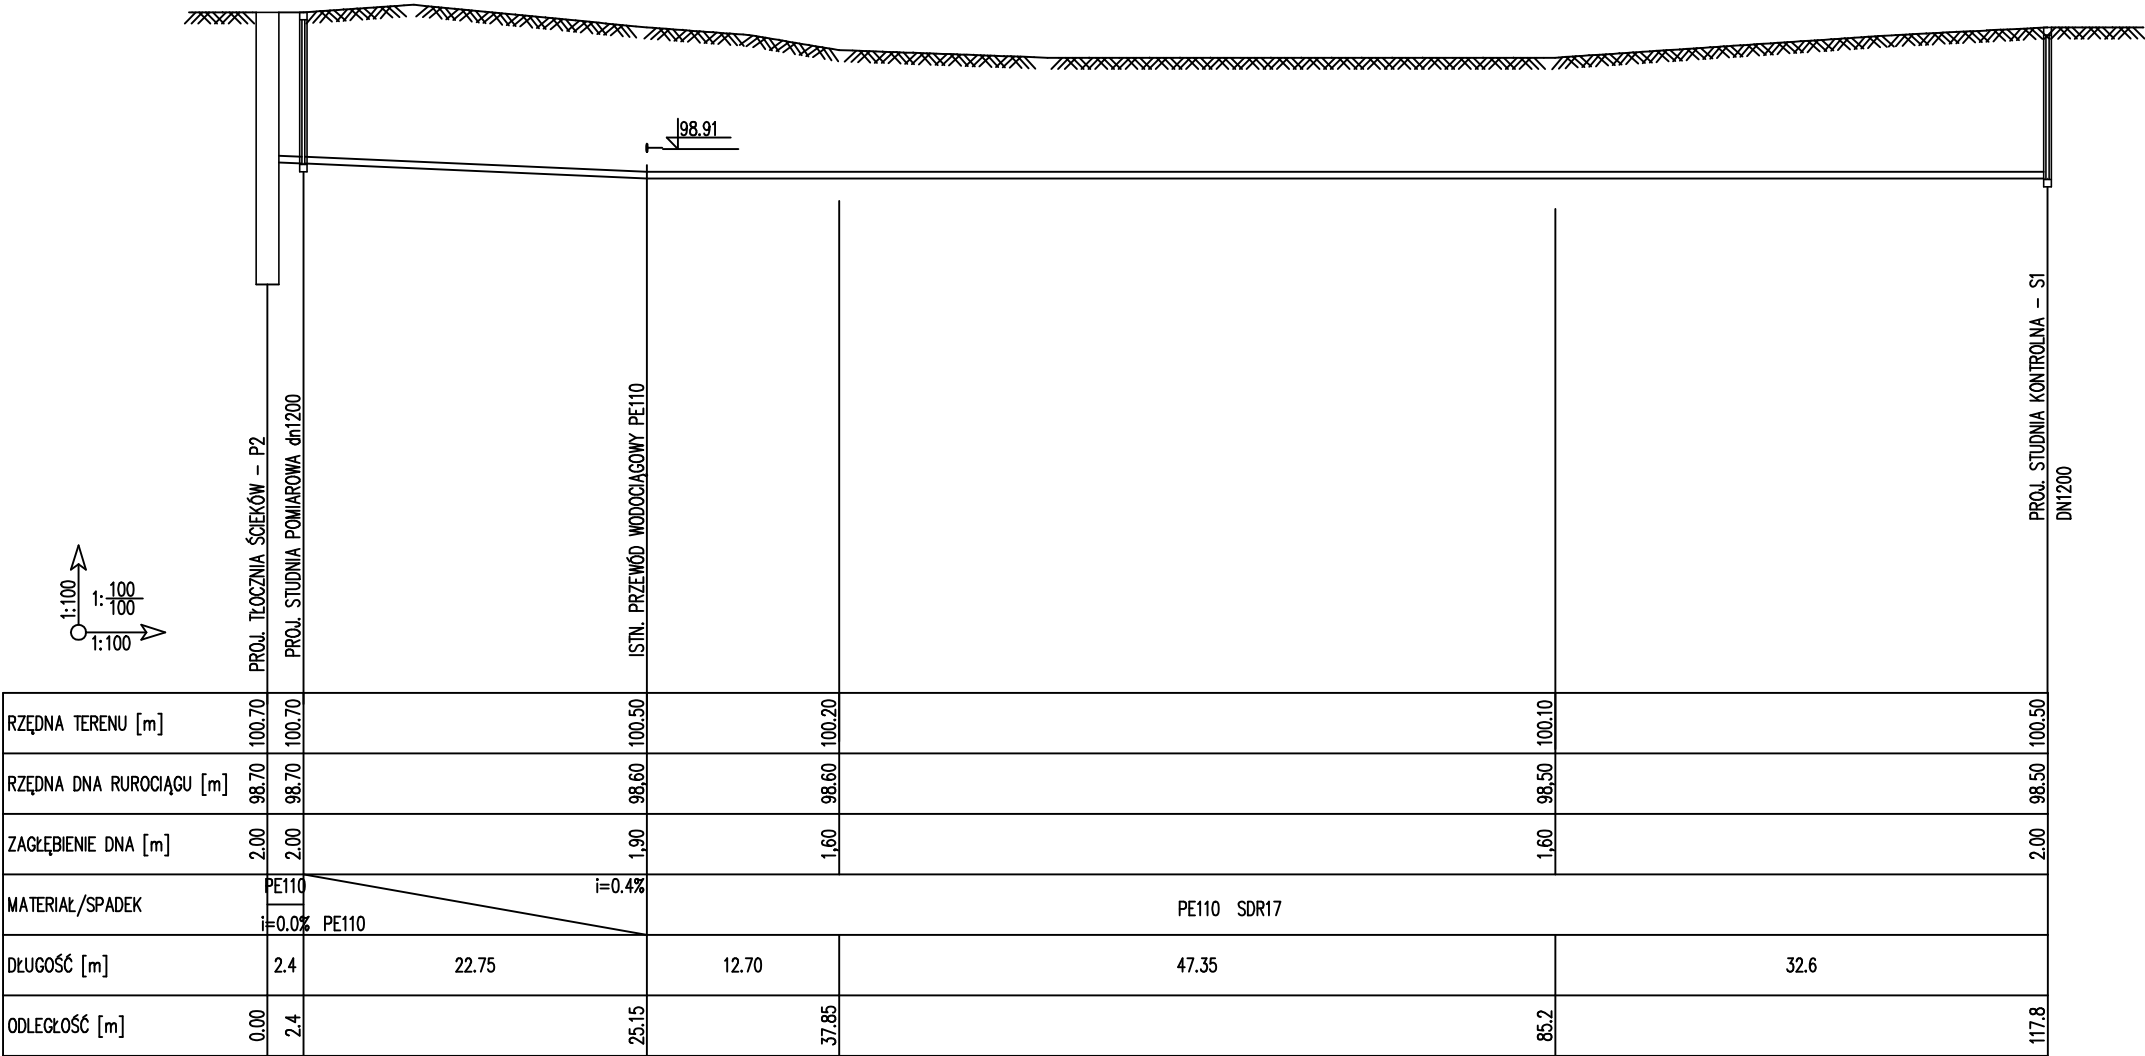 98.91
PROJ. TŁOCZNIA ŚCIEKÓW - P2
PROJ. STUDNIA POMIAROWA dn1200
ISTN. PRZEWÓD WODOCIĄGOWY PE110
PROJ. STUDNIA KONTROLNA - S1
DN1200
1:100
1: 100
100
1:100
RZĘDNA TERENU [m] 100.70 100.70 100.50 100.20 100.10 100.50
RZĘDNA DNA RUROCIĄGU [m] 98.70 98.70 98,60 98.60 98,50 98.50
ZAGŁĘBIENIE DNA [m] 2.00 2.00 1,90 1,60 1,60 2.00
MATERIAŁ/SPADEK
PE110 i=0.4%
i=0.0% PE110
PE110 SDR17
DŁUGOŚĆ [m] 2.4 22.75 12.70 47.35 32.6
ODLEGŁOŚĆ [m] 0.00 2.4 25.15 37.85 85.2 117.8